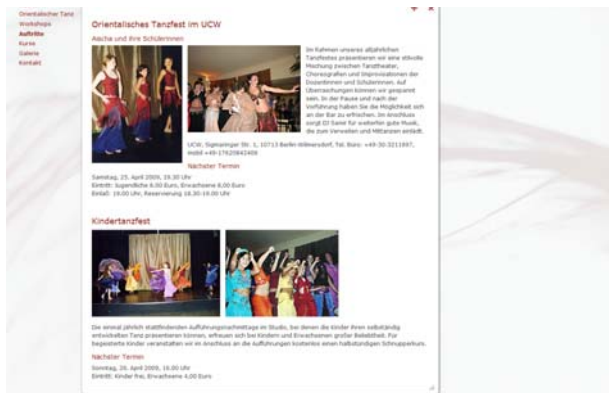 Orientalischer Tanz
Workshops
Auftritte
Kurse
Galerie
Kontakt
Orientalisches Tanzfest im UCW
Aischa und ihre Schülerinnen
Im Rahmen unseres alljährlichen
Tanzfestes präsentieren wir eine stilvolle
Mischung zwischen Tanztheater,
Choreografien und Improvisationen der
Dozentinnen und Schülerinnen. Auf
Überraschungen können wir gespannt
sein. In der Pause und nach der
Vorführung haben Sie die Möglichkeit sich
an der Bar zu erfrischen. Im Anschluss
sorgt DJ Samir für weiterhin gute Musik,
die zum Verweilen und Mittanzen einlädt.
UCW, Sigmaringer Str. 1, 10713 Berlin-Wilmersdorf, Tel. Büro: +49-30-3211997,
mobil +49-17620842408
Nächster Termin
Samstag, 25. April 2009, 19.30 Uhr
Eintritt: Jugendliche 6.00 Euro, Erwachsene 8,00 Euro
Einlaß: 19.00 Uhr, Reservierung 18.30-19.00 Uhr
Kindertanzfest
Die einmal jährlich stattfindenden Aufführungsnachmittage im Studio, bei denen die Kinder ihren selbständig
entwickelten Tanz präsentieren können, erfreuen sich bei Kindern und Erwachsenen großer Beliebtheit. Für
begeisterte Kinder veranstalten wir im Anschluss an die Aufführungen kostenlose einen halbstündigen Schnupperkurs.
Nächster Termin
Sonntag, 26. April 2009, 16.00 Uhr
Eintritt: Kinder frei, Erwachsene 4,00 Euro